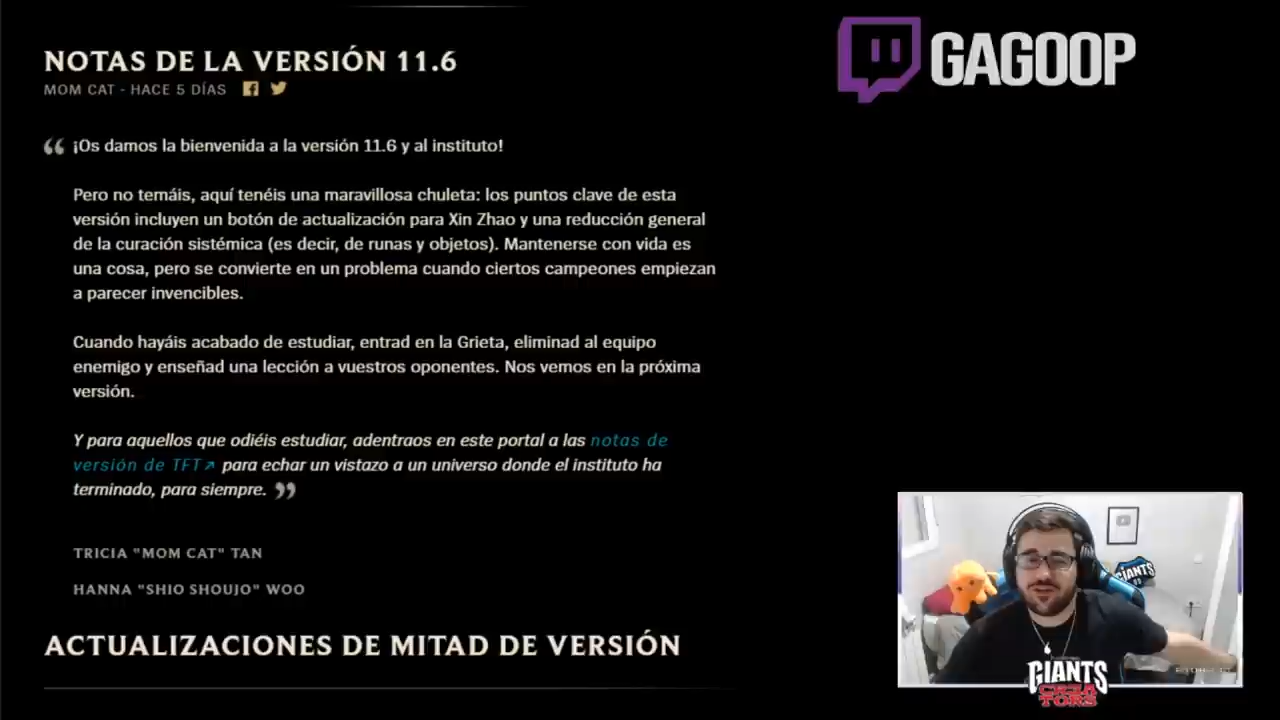 NOTAS DE LA VERSIÓN 11.6
MOM CAT - HACE 5 DÍAS
GAGOOP
“ ¡Os damos la bienvenida a la versión 11.6 y al instituto!
Pero no temáis, aquí tenéis una maravillosa chuleta: los puntos clave de esta
versión incluyen un botón de actualización para Xin Zhao y una reducción general
de la curación sistémica (es decir, de runas y objetos). Mantenerse con vida es
una cosa, pero se convierte en un problema cuando ciertos campeones empiezan
a parecer invencibles.
Cuando hayáis acabado de estudiar, entrad en la Grieta, eliminad al equipo
enemigo y enseñad una lección a vuestros oponentes. Nos vemos en la próxima
versión.
Y para aquellos que odiéis estudiar, adentraos en este portal a las notas de
versión de TFT↗ para echar un vistazo a un universo donde el instituto ha
terminado, para siempre. ”
TRICIA "MOM CAT" TAN
HANNA "SHIO SHOUJO" WOO
ACTUALIZACIONES DE MITAD DE VERSIÓN
GIANTS
GIANTS
CREA
TORS